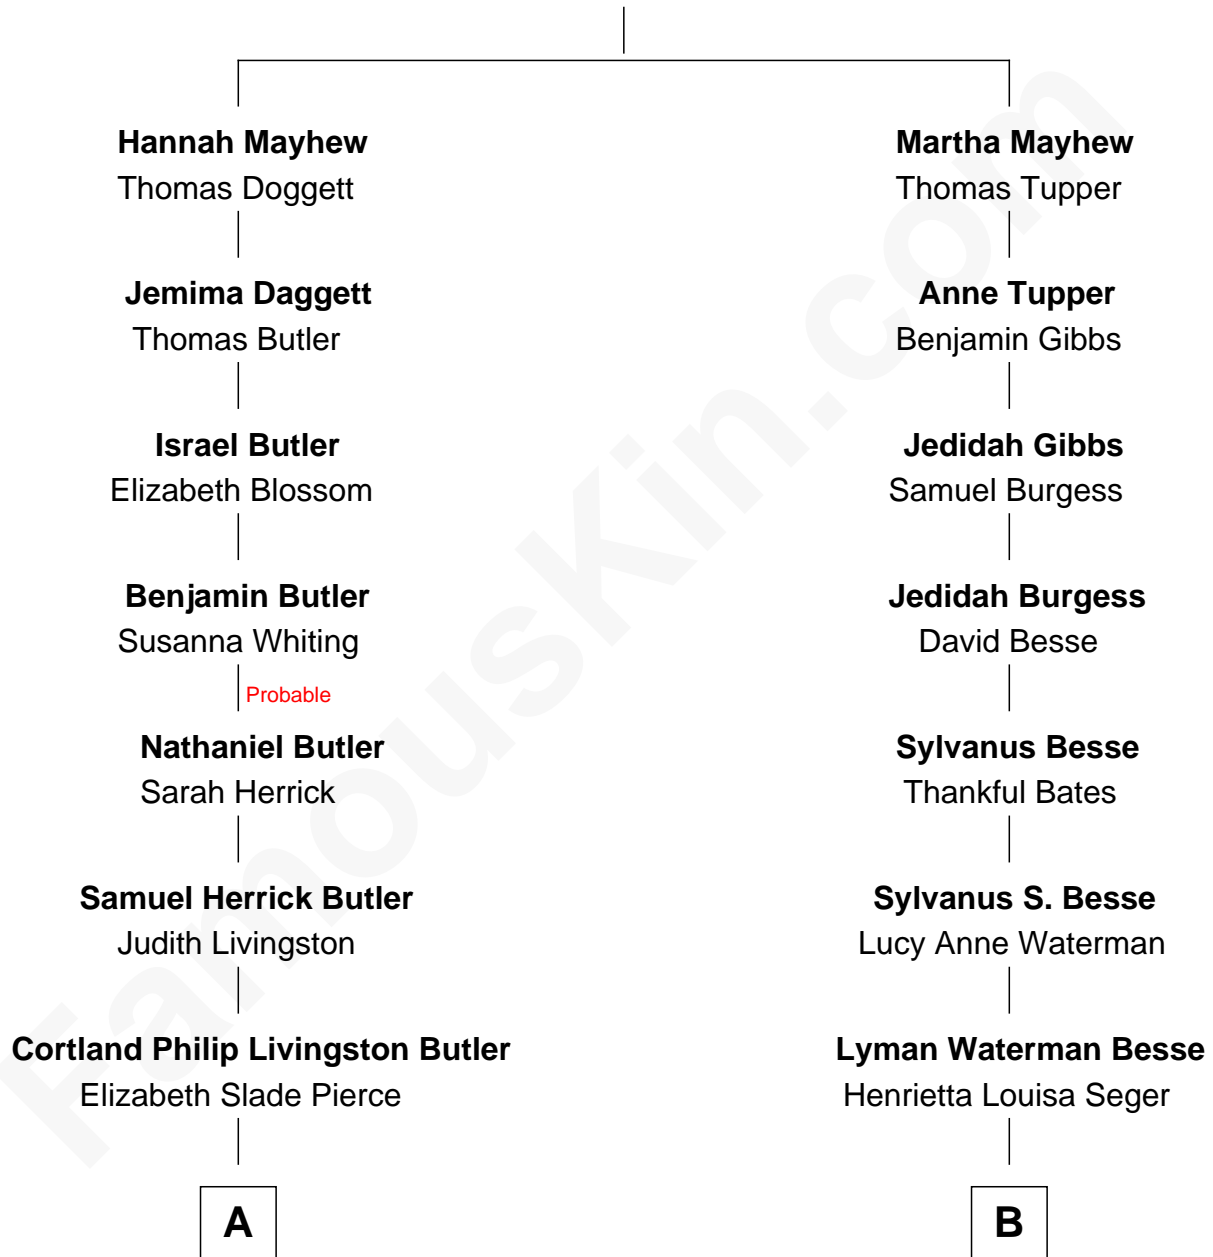 Hannah Mayhew
Thomas Doggett
Martha Mayhew
Thomas Tupper
Jemima Daggett
Thomas Butler
Anne Tupper
Benjamin Gibbs
Israel Butler
Elizabeth Blossom
Jedidah Gibbs
Samuel Burgess
Benjamin Butler
Susanna Whiting
Jedidah Burgess
David Besse
Probable
Nathaniel Butler
Sarah Herrick
Sylvanus Besse
Thankful Bates
Samuel Herrick Butler
Judith Livingston
Sylvanus S. Besse
Lucy Anne Waterman
Cortland Philip Livingston Butler
Elizabeth Slade Pierce
Lyman Waterman Besse
Henrietta Louisa Seger
A
B
FamousKin.com